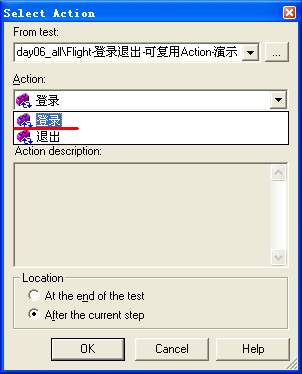 Select Action
From test:
day06_all\Flight-登录退出-可复用Action-演示
...
Action:
登录
登录
退出
Action description:
Location
At the end of the test
After the current step
OK
Cancel
Help